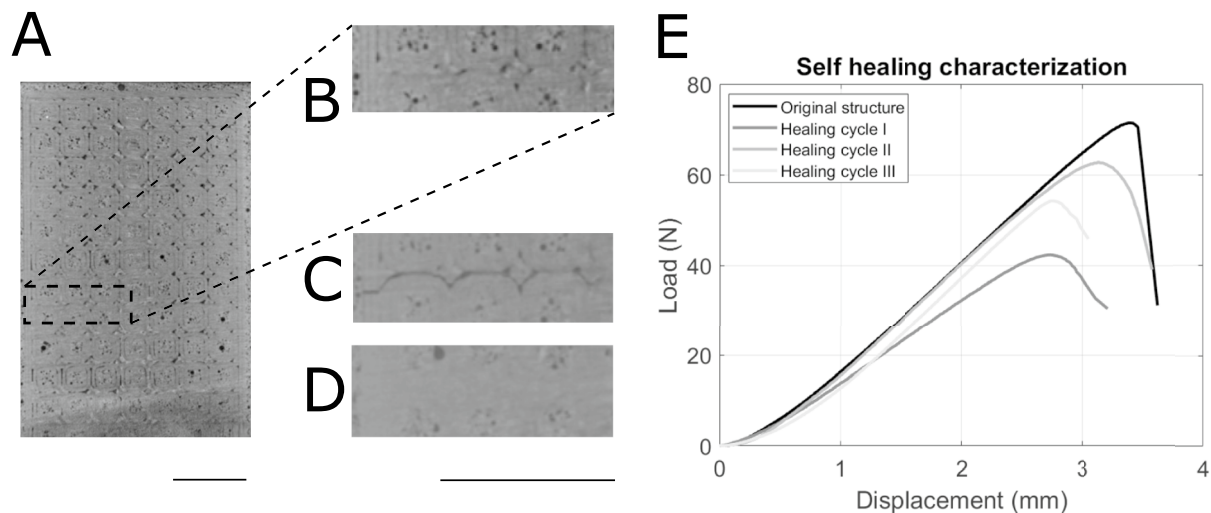 A
B
C
D
E
Self healing characterization
Original structure
Healing cycle I
Healing cycle II
Healing cycle III
80
60
40
20
0
0 1 2 3 4
Load (N)
Displacement (mm)